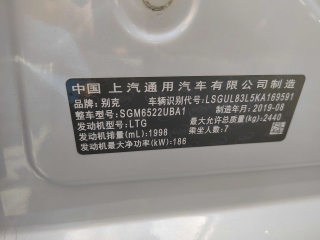 中国 上汽通用汽车有限公司制造
品牌:别克 车辆识别代号:LSGUL83L5KA169591
整车型号:SGM6522UBA1 制造年月:2019-08
发动机型号:LTG 最大允许总质量(kg):2440
发动机排量(mL):1998 乘坐人数:7
发动机最大净功率(kW):186